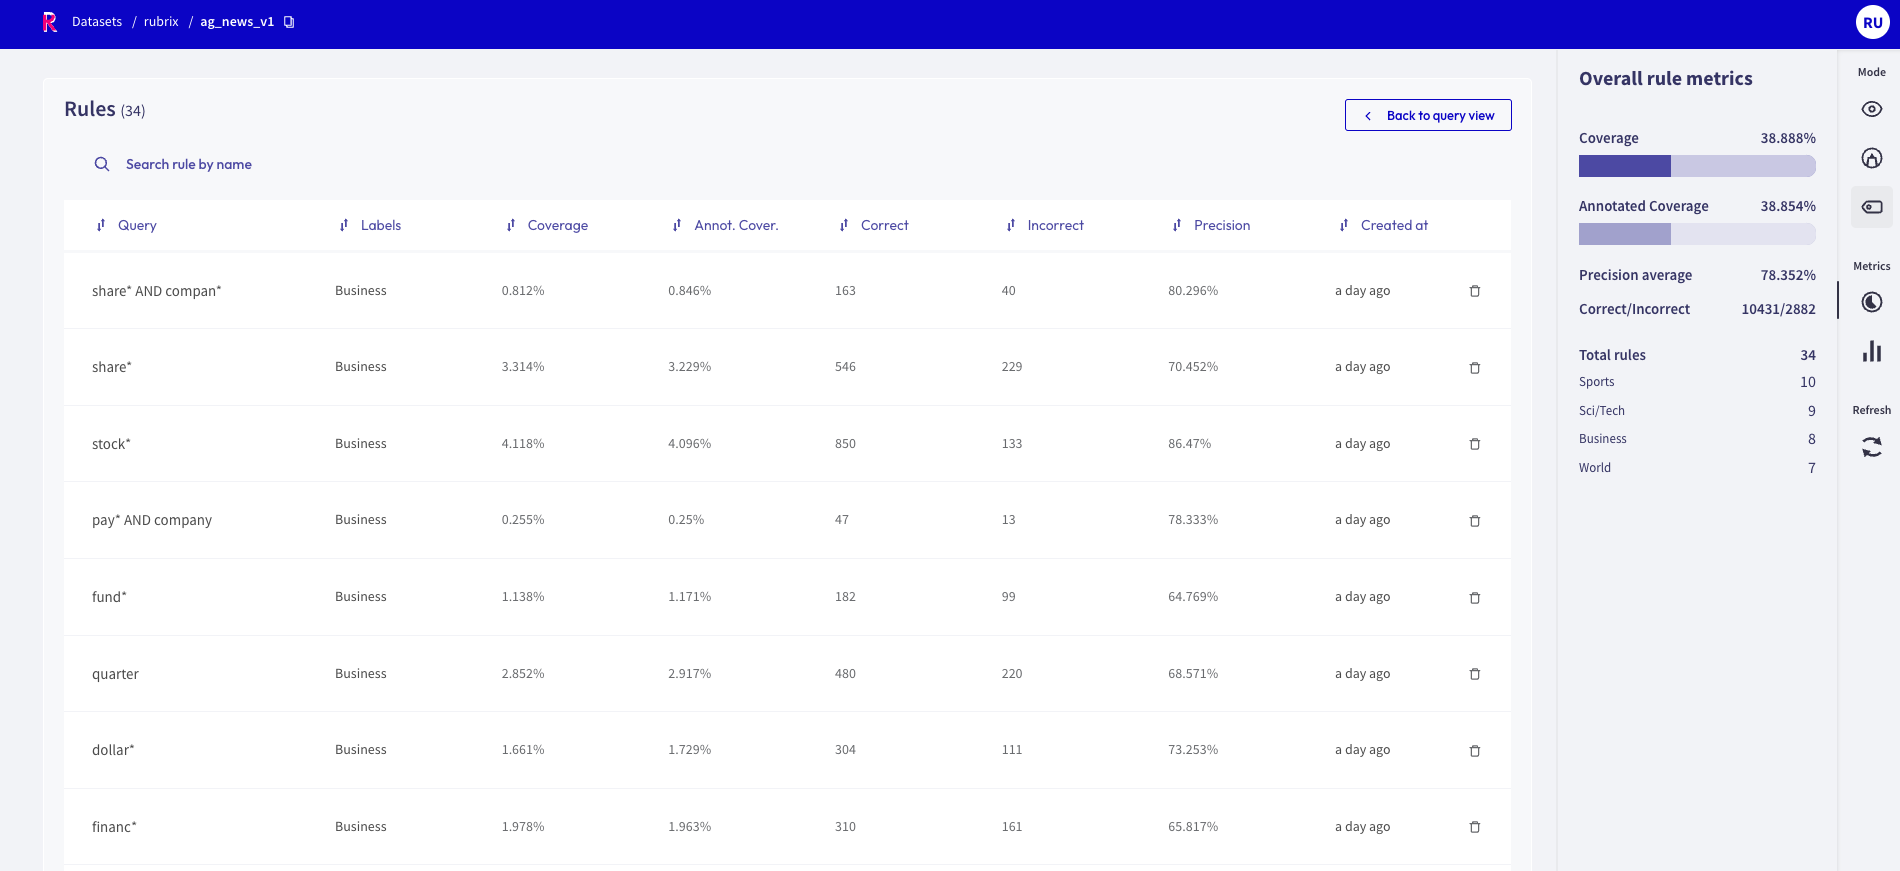 Datasets / rubrix / ag_news_v1
RU
Rules (34)
Back to query view
Search rule by name
Query Labels Coverage Annot. Cover. Correct Incorrect Precision Created at
share* AND compan* Business 0.812% 0.846% 163 40 80.296% a day ago
share* Business 3.314% 3.229% 546 229 70.452% a day ago
stock* Business 4.118% 4.096% 850 133 86.47% a day ago
pay* AND company Business 0.255% 0.25% 47 13 78.333% a day ago
fund* Business 1.138% 1.171% 182 99 64.769% a day ago
quarter Business 2.852% 2.917% 480 220 68.571% a day ago
dollar* Business 1.661% 1.729% 304 111 73.253% a day ago
financ* Business 1.978% 1.963% 310 161 65.817% a day ago
Overall rule metrics
Coverage 38.888%
Annotated Coverage 38.854%
Precision average 78.352%
Correct/Incorrect 10431/2882
Total rules 34
Sports 10
Sci/Tech 9
Business 8
World 7
Mode
Metrics
Refresh